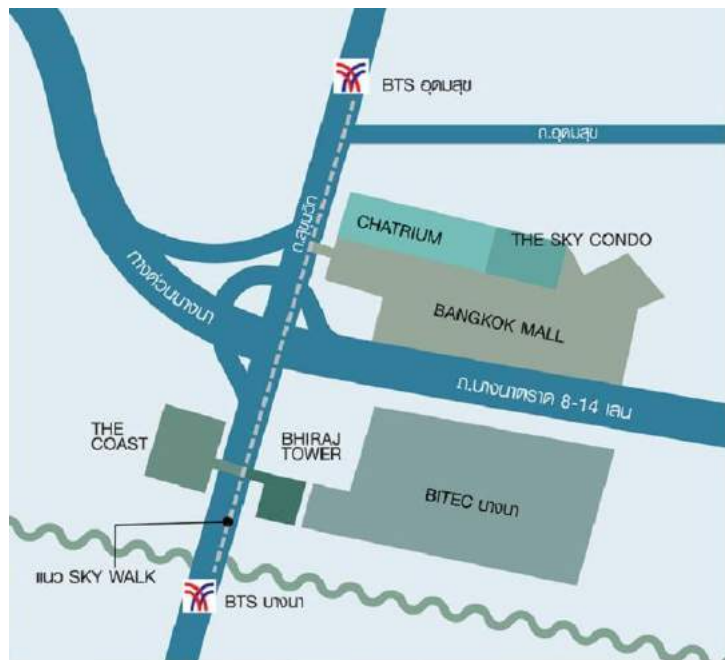 BTS อุดมสุข
ถ.อุดมสุข
ถ.สุขุมวิท
CHATRIUM
THE SKY CONDO
ทางด่วนบางนา
BANGKOK MALL
ถ.บางนาตราด 8-14 เลน
THE
COAST
BHIRAJ
TOWER
BITEC บางนา
แนว SKY WALK
BTS บางนา